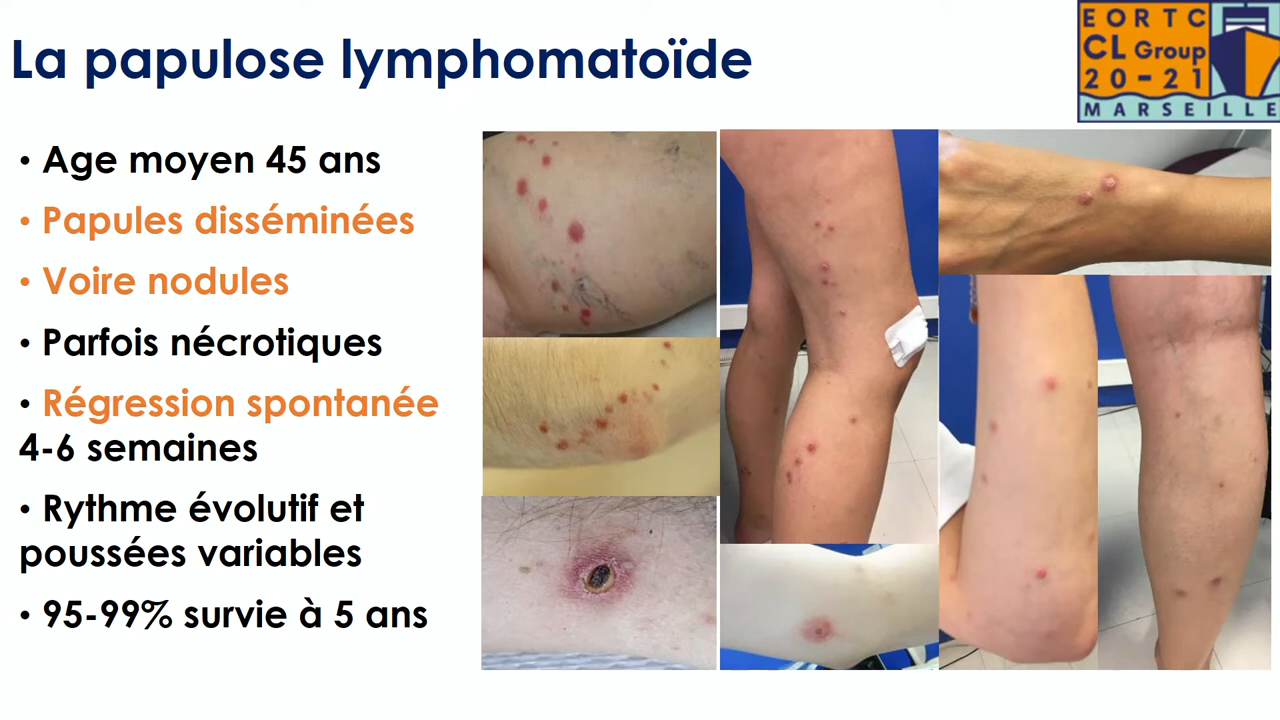 La papulose lymphomatoïde
EORTC
CL Group
20-21
MARSEILLE
• Age moyen 45 ans
• Papules disséminées
• Voire nodules
• Parfois nécrotiques
• Régression spontanée
4-6 semaines
• Rythme évolutif et
poussées variables
• 95-99% survie à 5 ans